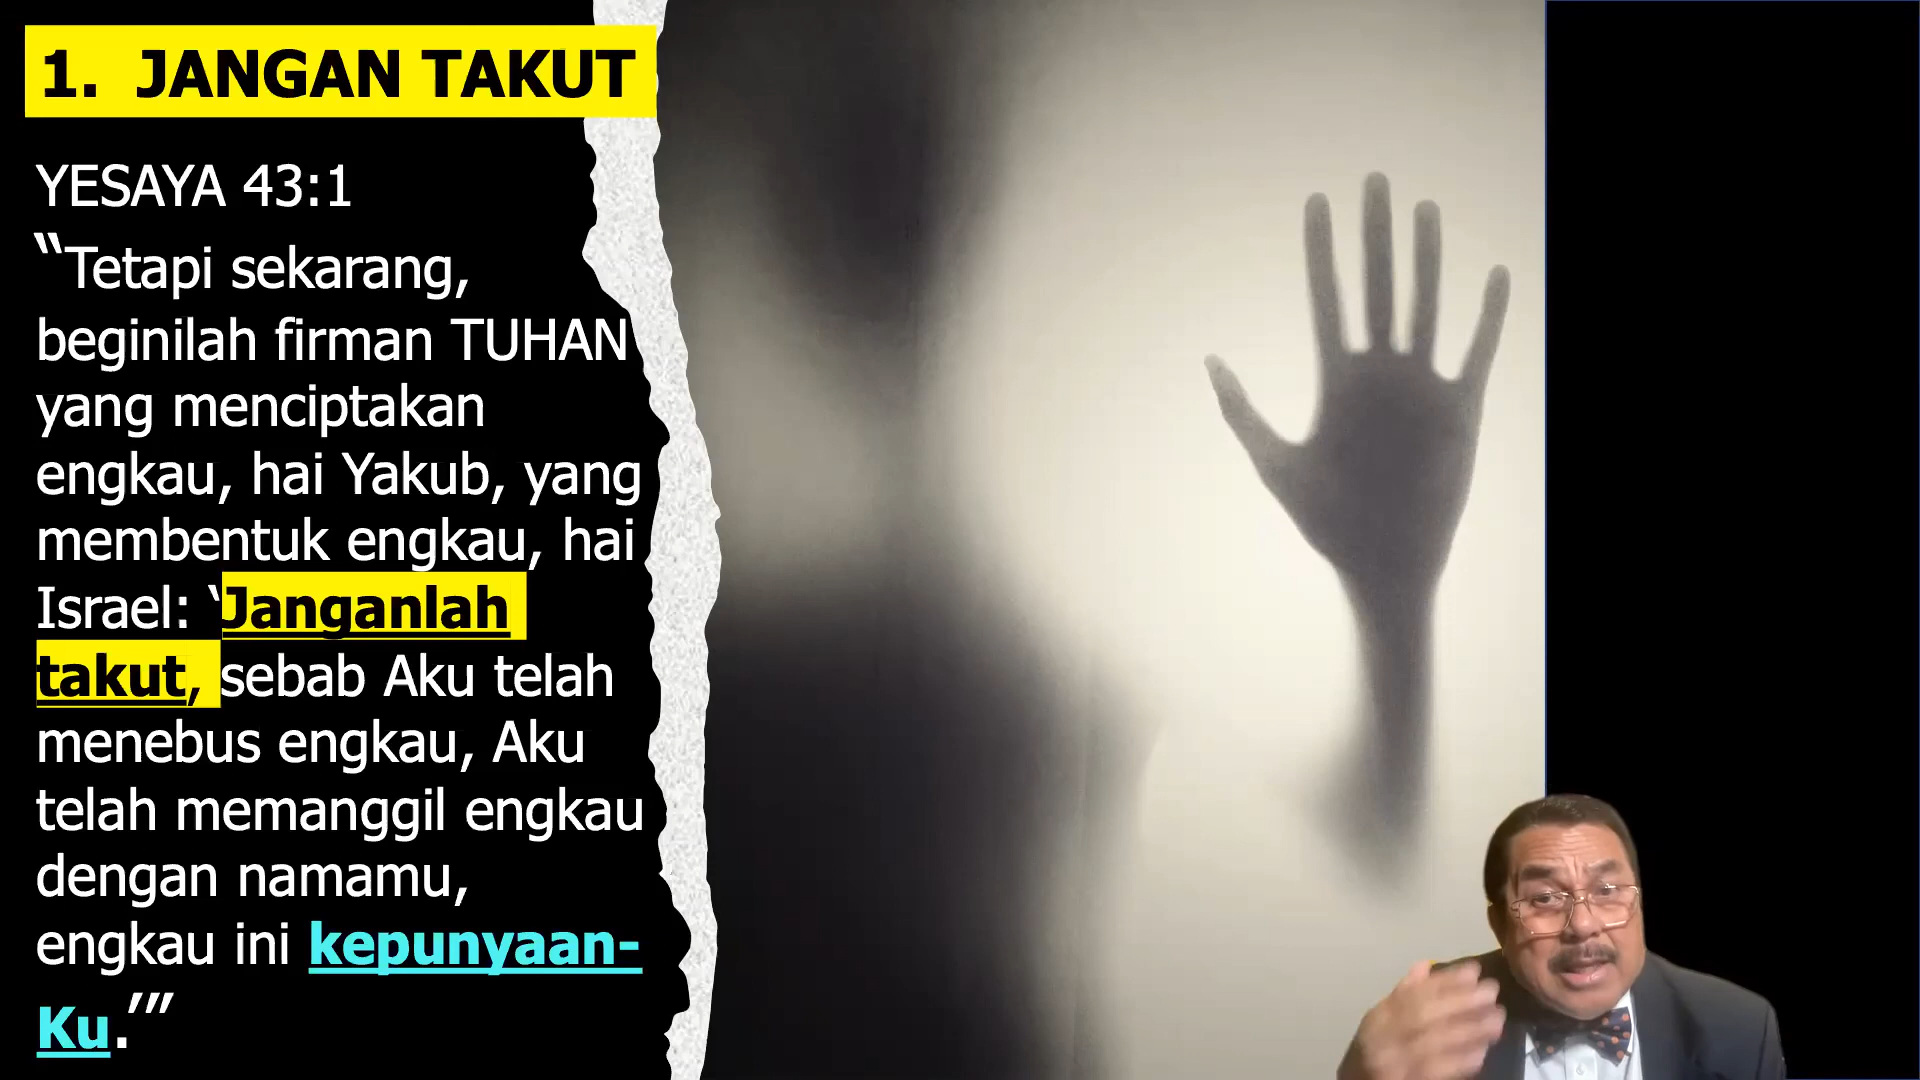 1. JANGAN TAKUT
YESAYA 43:1
“Tetapi sekarang,
beginilah firman TUHAN
yang menciptakan
engkau, hai Yakub, yang
membentuk engkau, hai
Israel: ‘Janganlah
takut, sebab Aku telah
menebus engkau, Aku
telah memanggil engkau
dengan namamu,
engkau ini kepunyaan-
Ku.’”